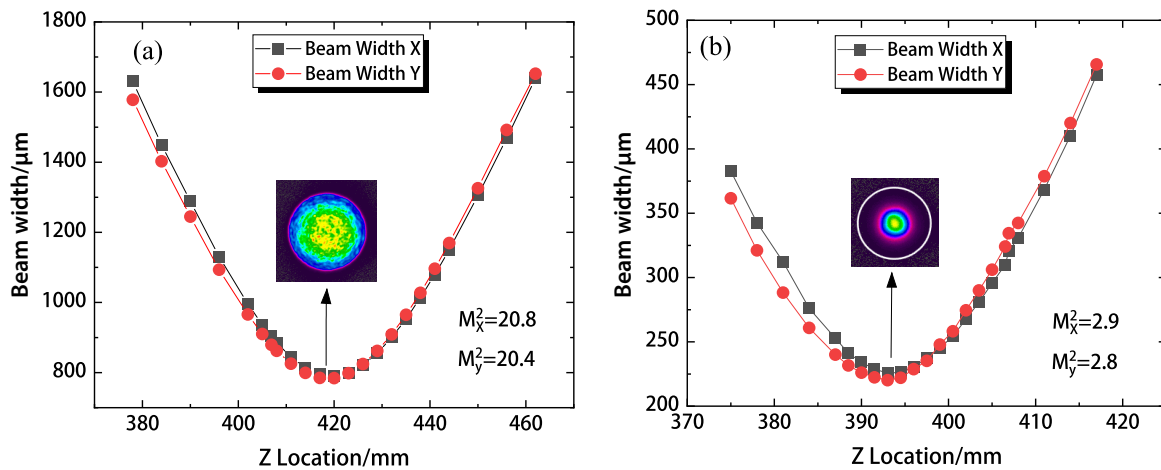 (a)
Beam Width X
Beam Width Y
M²X=20.8
M²y=20.4
Beam width/μm
1800
1600
1400
1200
1000
800
380
400
420
440
460
Z Location/mm
(b)
Beam Width X
Beam Width Y
M²X=2.9
M²y=2.8
Beam width/μm
500
450
400
350
300
250
200
370
380
390
400
410
420
Z Location/mm